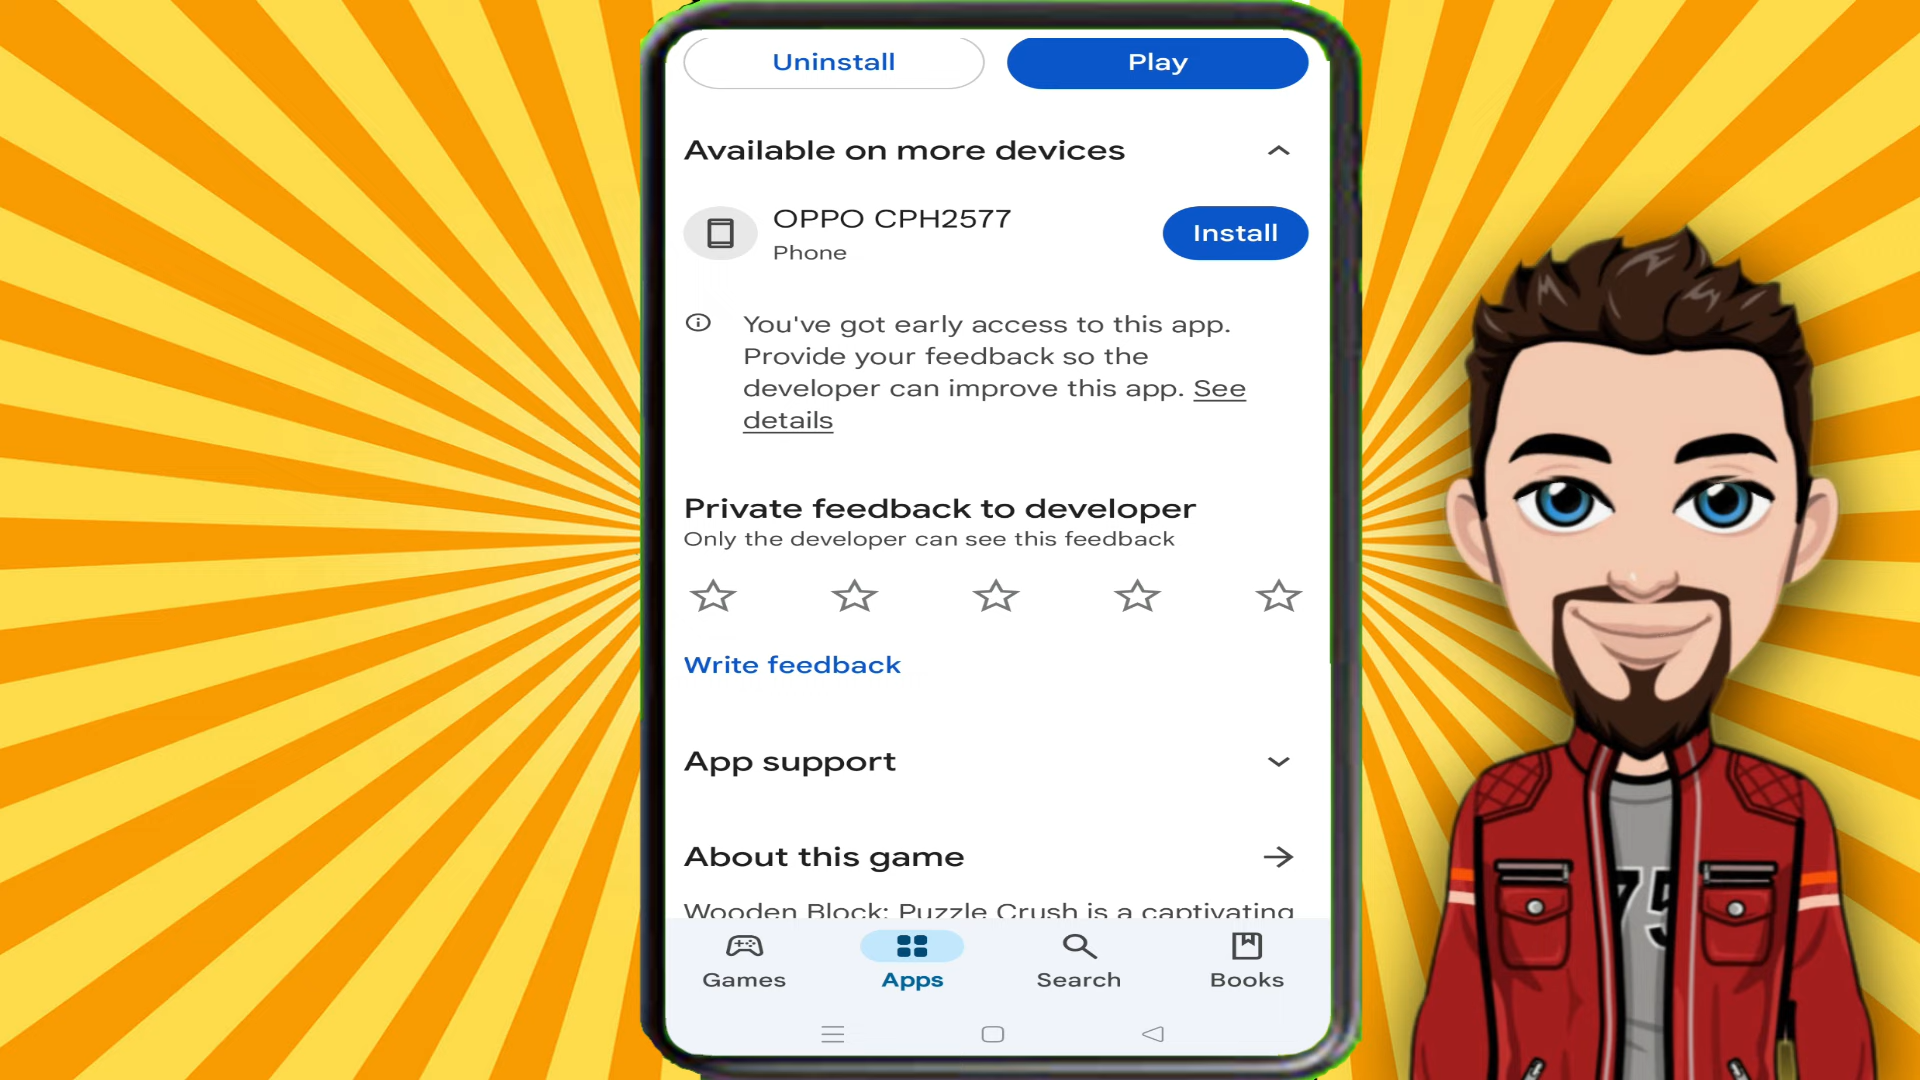 Uninstall
Play
Available on more devices
OPPO CPH2577
Phone
Install
You've got early access to this app.
Provide your feedback so the
developer can improve this app. See
details
Private feedback to developer
Only the developer can see this feedback
Write feedback
App support
About this game
Wooden Block: Puzzle Crush is a captivating
Games
Apps
Search
Books
75